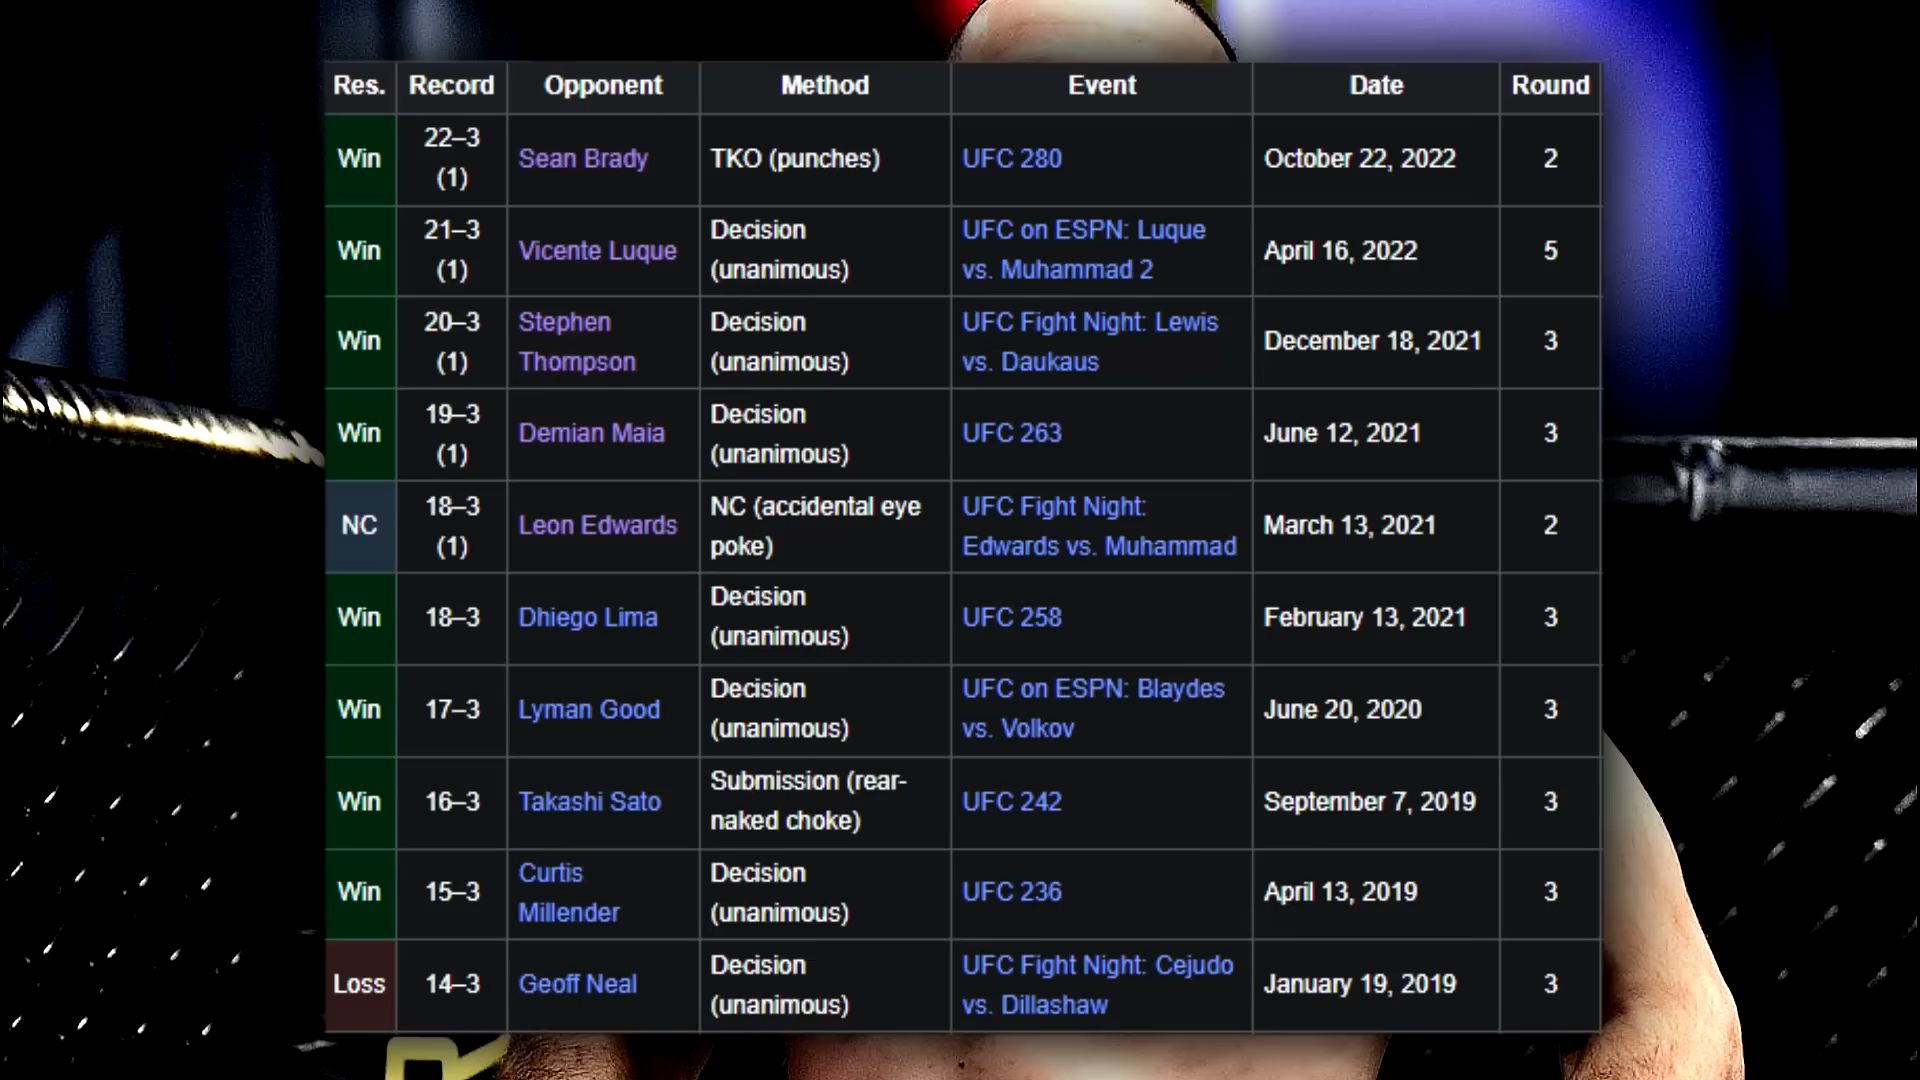 Res. Record Opponent Method Event Date Round
Win 22–3 (1) Sean Brady TKO (punches) UFC 280 October 22, 2022 2
Win 21–3 (1) Vicente Luque Decision (unanimous) UFC on ESPN: Luque vs. Muhammad 2 April 16, 2022 5
Win 20–3 (1) Stephen Thompson Decision (unanimous) UFC Fight Night: Lewis vs. Daukaus December 18, 2021 3
Win 19–3 (1) Demian Maia Decision (unanimous) UFC 263 June 12, 2021 3
NC 18–3 (1) Leon Edwards NC (accidental eye poke) UFC Fight Night: Edwards vs. Muhammad March 13, 2021 2
Win 18–3 Dhiego Lima Decision (unanimous) UFC 258 February 13, 2021 3
Win 17–3 Lyman Good Decision (unanimous) UFC on ESPN: Blaydes vs. Volkov June 20, 2020 3
Win 16–3 Takashi Sato Submission (rear-naked choke) UFC 242 September 7, 2019 3
Win 15–3 Curtis Millender Decision (unanimous) UFC 236 April 13, 2019 3
Loss 14–3 Geoff Neal Decision (unanimous) UFC Fight Night: Cejudo vs. Dillashaw January 19, 2019 3